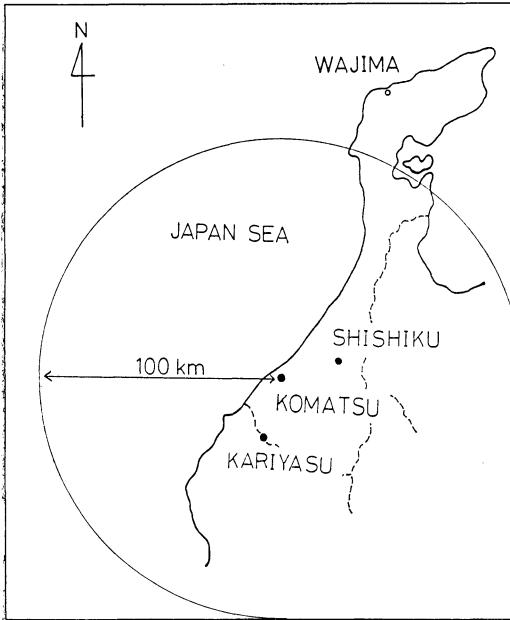 N
WAJIMA
JAPAN SEA
SHISHIKU
100 km
KOMATSU
KARIYASU